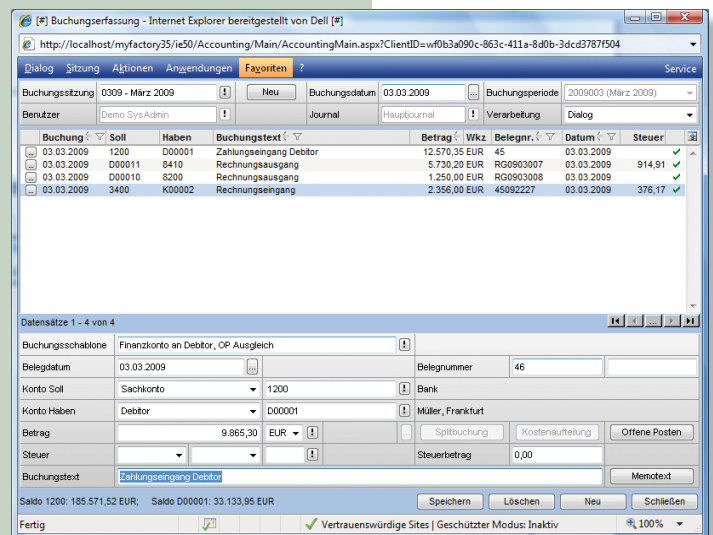 [#] Buchungserfassung - Internet Explorer bereitgestellt von Dell [#]
http://localhost/myfactory35/ie50/Accounting/Main/AccountingMain.aspx?ClientID=wf0b3a090c-863c-411a-8d0b-3dcd3787f504
Dialog Sitzung Aktionen Anwendungen Favoriten ? Service
Buchungssitzung 0309 - März 2009 Neu Buchungsdatum 03.03.2009 ... Buchungsperiode 2009003 (März 2009)
Benutzer Demo SysAdmin Journal Hauptjournal Verarbeitung Dialog
Buchung Soll Haben Buchungstext Betrag Wkz Belegnr. Datum Steuer
03.03.2009 1200 D00001 Zahlungseingang Debitor 12.570,35 EUR 45 03.03.2009
03.03.2009 D00011 8410 Rechnungsausgang 5.730,20 EUR RG0903007 03.03.2009 914,91
03.03.2009 D00010 8200 Rechnungsausgang 1.250,00 EUR RG0903008 03.03.2009
03.03.2009 3400 K00002 Rechnungseingang 2.356,00 EUR 45092227 03.03.2009 376,17
Datensätze 1 - 4 von 4 ...
Buchungsschablone Finanzkonto an Debitor, OP Ausgleich
Belegdatum 03.03.2009 ... Belegnummer 46
Konto Soll Sachkonto 1200 Bank
Konto Haben Debitor D00001 Müller, Frankfurt
Betrag 9.865,30 EUR ... Splitbuchung Kostenaufteilung Offene Posten
Steuer Steuerbetrag 0,00
Buchungstext Zahlungseingang Debitor Memotext
Saldo 1200: 185.571,52 EUR; Saldo D00001: 33.133,95 EUR Speichern Löschen Neu Schließen
Fertig Vertrauenswürdige Sites | Geschützter Modus: Inaktiv 100%